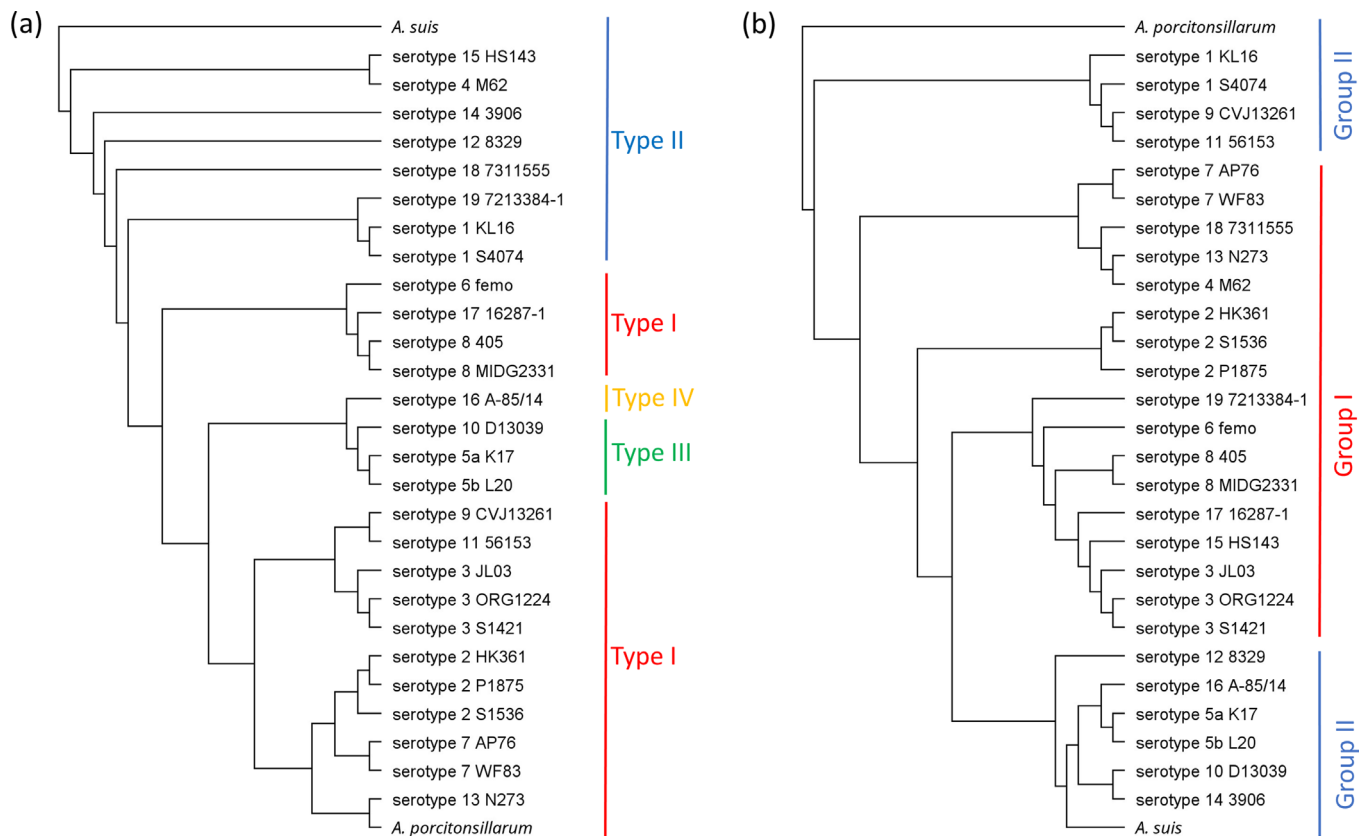 (a)
A. suis
serotype 15 HS143
serotype 4 M62
serotype 14 3906
serotype 12 8329
serotype 18 7311555
serotype 19 7213384-1
serotype 1 KL16
serotype 1 S4074
Type II
serotype 6 femo
serotype 17 16287-1
serotype 8 405
serotype 8 MIDG2331
Type I
serotype 16 A-85/14
Type IV
serotype 10 D13039
serotype 5a K17
serotype 5b L20
Type III
serotype 9 CVJ13261
serotype 11 56153
serotype 3 JL03
serotype 3 ORG1224
serotype 3 S1421
serotype 2 HK361
serotype 2 P1875
serotype 2 S1536
serotype 7 AP76
serotype 7 WF83
serotype 13 N273
A. porcitonsillarum
Type I
(b)
A. porcitonsillarum
serotype 1 KL16
serotype 1 S4074
serotype 9 CVJ13261
serotype 11 56153
Group II
serotype 7 AP76
serotype 7 WF83
serotype 18 7311555
serotype 13 N273
serotype 4 M62
serotype 2 HK361
serotype 2 S1536
serotype 2 P1875
serotype 19 7213384-1
serotype 6 femo
serotype 8 405
serotype 8 MIDG2331
serotype 17 16287-1
serotype 15 HS143
serotype 3 JL03
serotype 3 ORG1224
serotype 3 S1421
Group I
serotype 12 8329
serotype 16 A-85/14
serotype 5a K17
serotype 5b L20
serotype 10 D13039
serotype 14 3906
A. suis
Group II